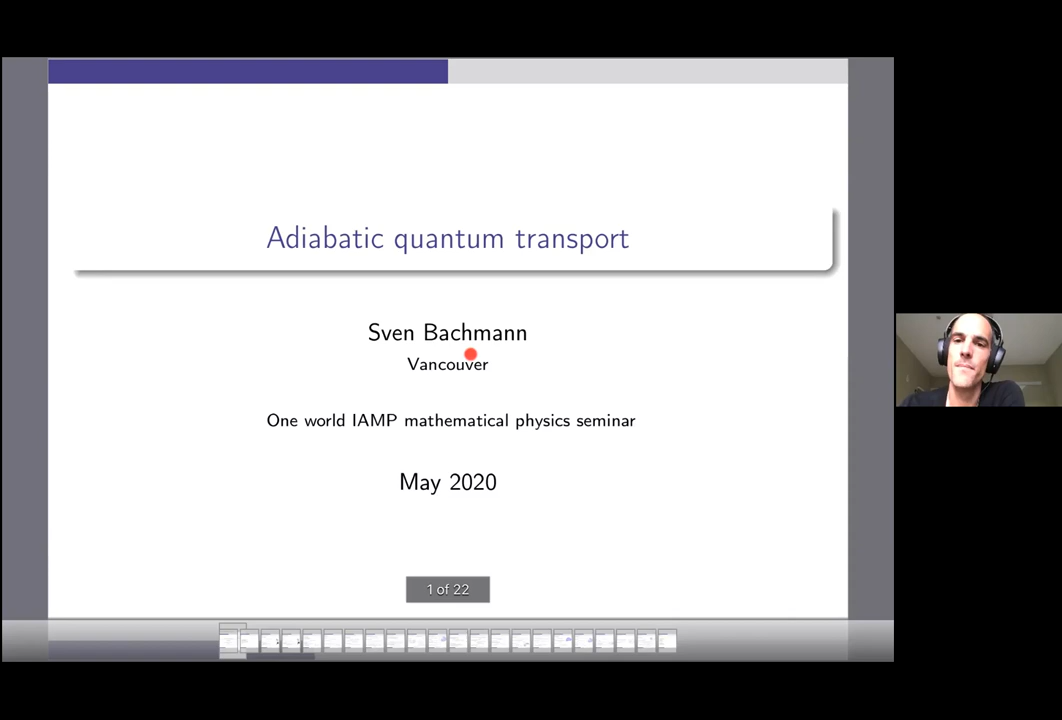 Adiabatic quantum transport
Sven Bachmann
Vancouver
One world IAMP mathematical physics seminar
May 2020
1 of 22